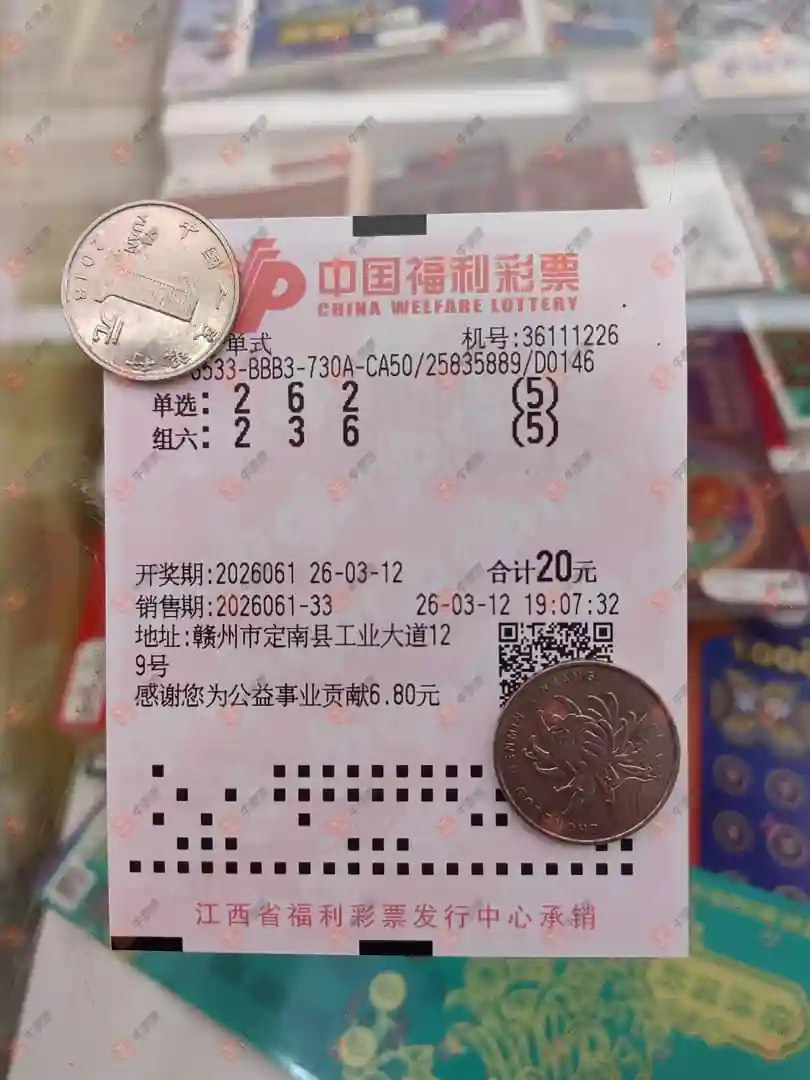 中国福利彩票
CHINA WELFARE LOTTERY
单式 机号:36111226
6533-BBB3-730A-CA50/25835889/D0146
单选: 2 6 2 (5)
组六: 2 3 6 (5)
开奖期:2026061 26-03-12 合计20元
销售期:2026061-33 26-03-12 19:07:32
地址:赣州市定南县工业大道12
9号
感谢您为公益事业贡献6.80元
江西省福利彩票发行中心承销
1
元
YUAN
2018